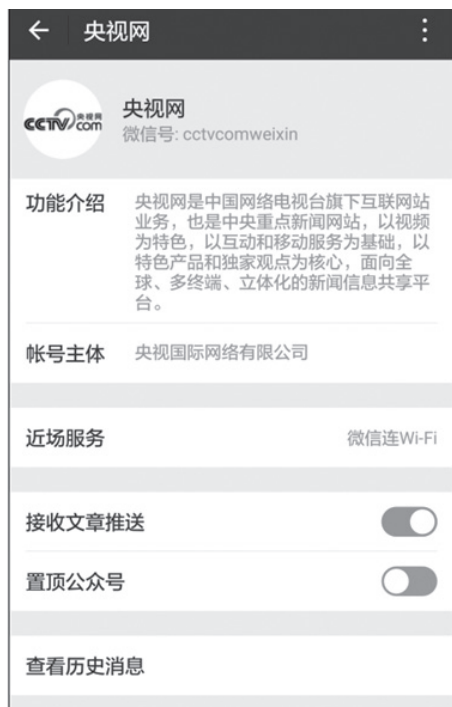 央视网
CCTV com 央视网
央视网
微信号: cctvcomweixin
功能介绍
央视网是中国网络电视台旗下互联网站
业务，也是中央重点新闻网站，以视频
为特色，以互动和移动服务为基础，以
特色产品和独家观点为核心，面向全
球、多终端、立体化的新闻信息共享平
台。
帐号主体 央视国际网络有限公司
近场服务 微信连Wi-Fi
接收文章推送
置顶公众号
查看历史消息